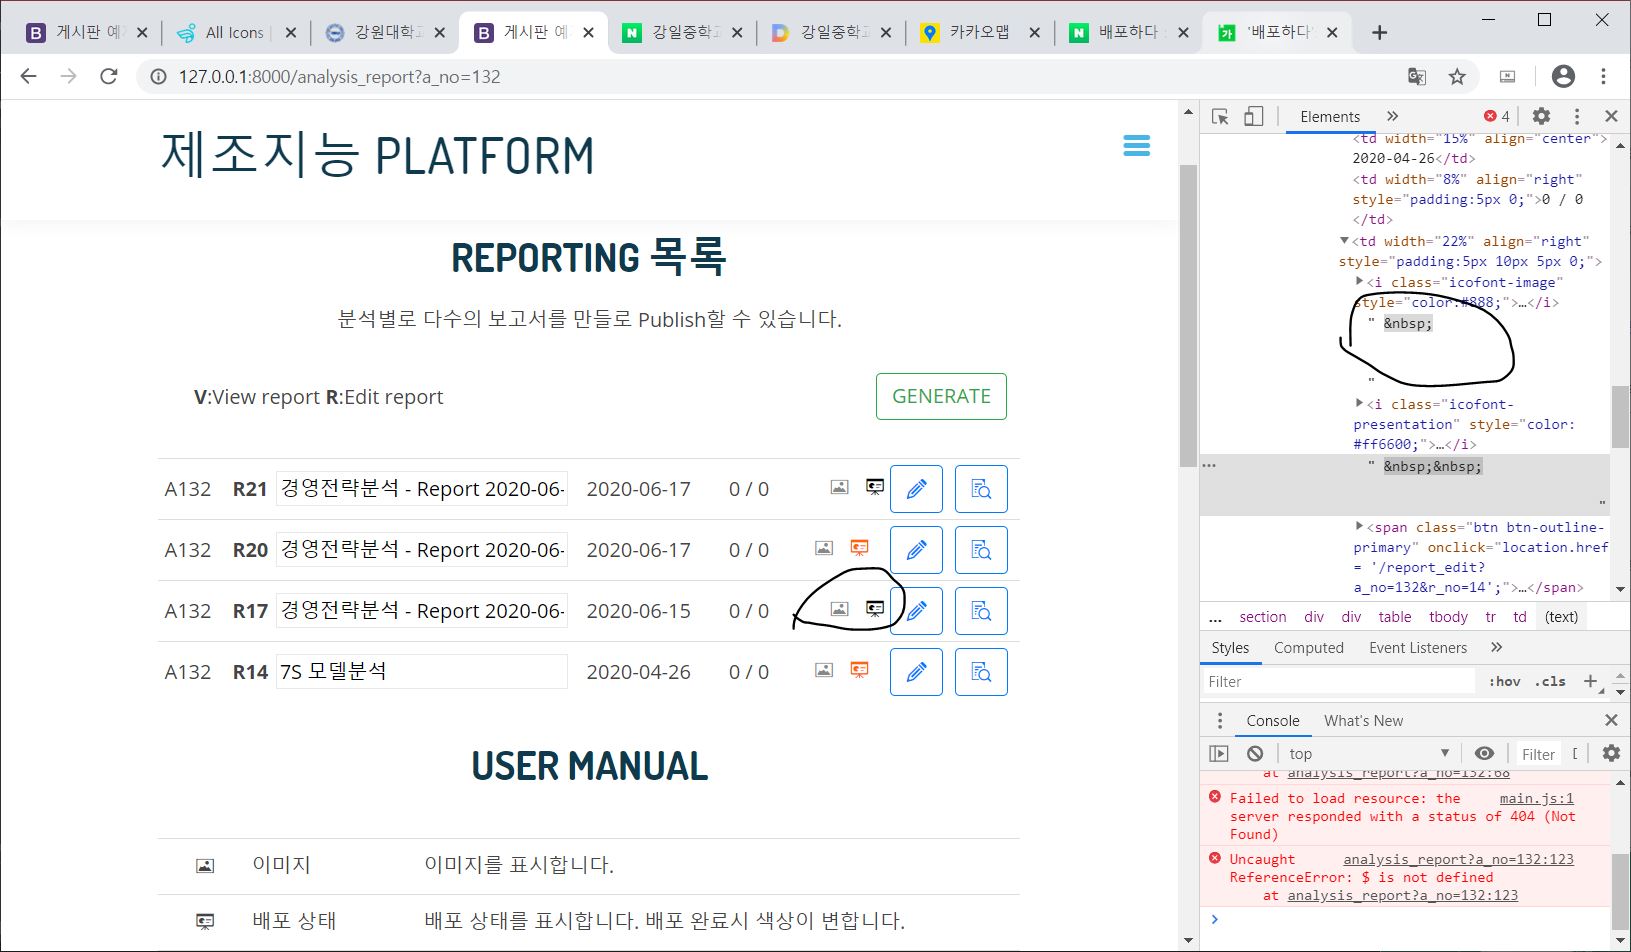 게시판 예
All Icons |
강원대학교
게시판 예
강일중학교
강일중학교
카카오맵
배포하다 :
'배포하다'
127.0.0.1:8000/analysis_report?a_no=132
제조지능 PLATFORM
REPORTING 목록
분석별로 다수의 보고서를 만들로 Publish할 수 있습니다.
V:View report R:Edit report
GENERATE
A132 R21 경영전략분석 - Report 2020-06- 2020-06-17 0 / 0
A132 R20 경영전략분석 - Report 2020-06- 2020-06-17 0 / 0
A132 R17 경영전략분석 - Report 2020-06- 2020-06-15 0 / 0
A132 R14 7S 모델분석 2020-04-26 0 / 0
USER MANUAL
이미지 이미지를 표시합니다.
배포 상태 배포 상태를 표시합니다. 배포 완료시 색상이 변합니다.
Elements » 4
<td width="15%" align="center">
2020-04-26</td>
<td width="8%" align="right"
style="padding:5px 0;">0 / 0
</td>
▼<td width="22%" align="right"
style="padding:5px 10px 5px 0;">
▶<i class="icofont-image"
style="color:#888;">…</i>
" &nbsp;
"
▶<i class="icofont-
presentation" style="color:
#ff6600;">…</i>
" &nbsp;&nbsp;
"
▶<span class="btn btn-outline-
primary" onclick="location.href
= '/report_edit?
a_no=132&r_no=14';">…</span>
... section div div table tbody tr td (text)
Styles Computed Event Listeners »
Filter :hov .cls +
Console What's New
top Filter [
at analysis_report?a_no=132:68
Failed to load resource: the main.js:1
server responded with a status of 404 (Not
Found)
Uncaught analysis_report?a_no=132:123
ReferenceError: $ is not defined
at analysis_report?a_no=132:123